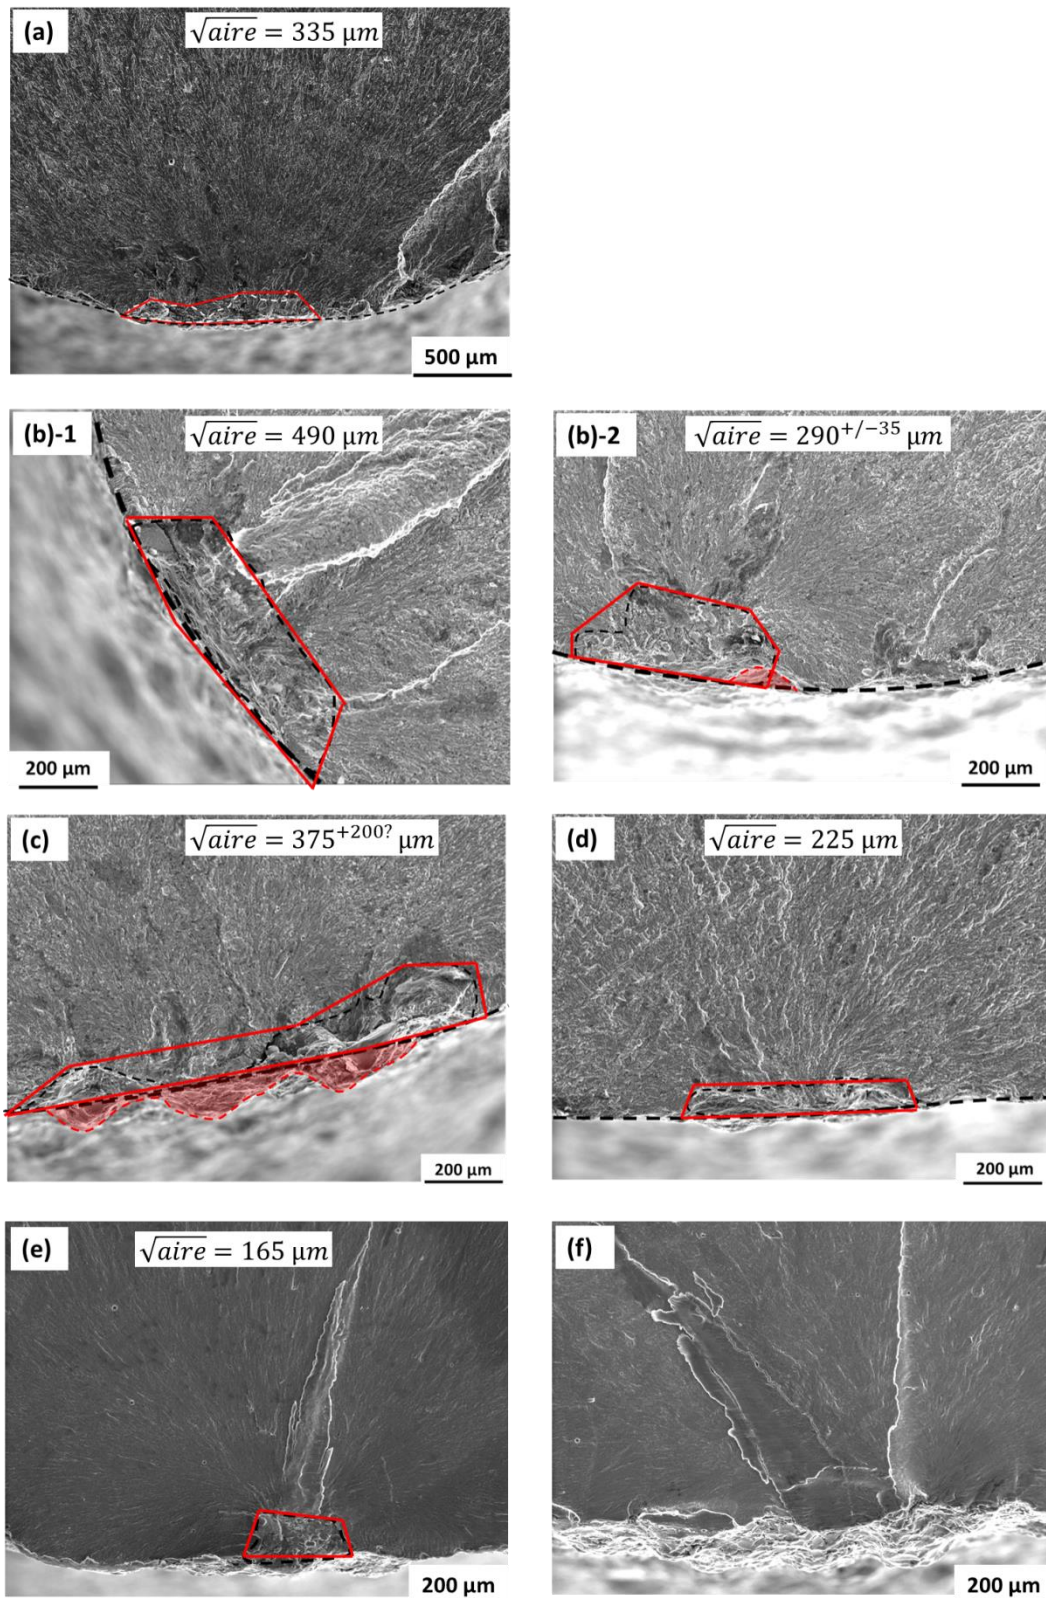 (a)
√aire = 335 µm
500 µm
(b)-1
√aire = 490 µm
200 µm
(b)-2
√aire = 290^{+/−35} µm
200 µm
(c)
√aire = 375^{+200?} µm
200 µm
(d)
√aire = 225 µm
200 µm
(e)
√aire = 165 µm
200 µm
(f)
200 µm